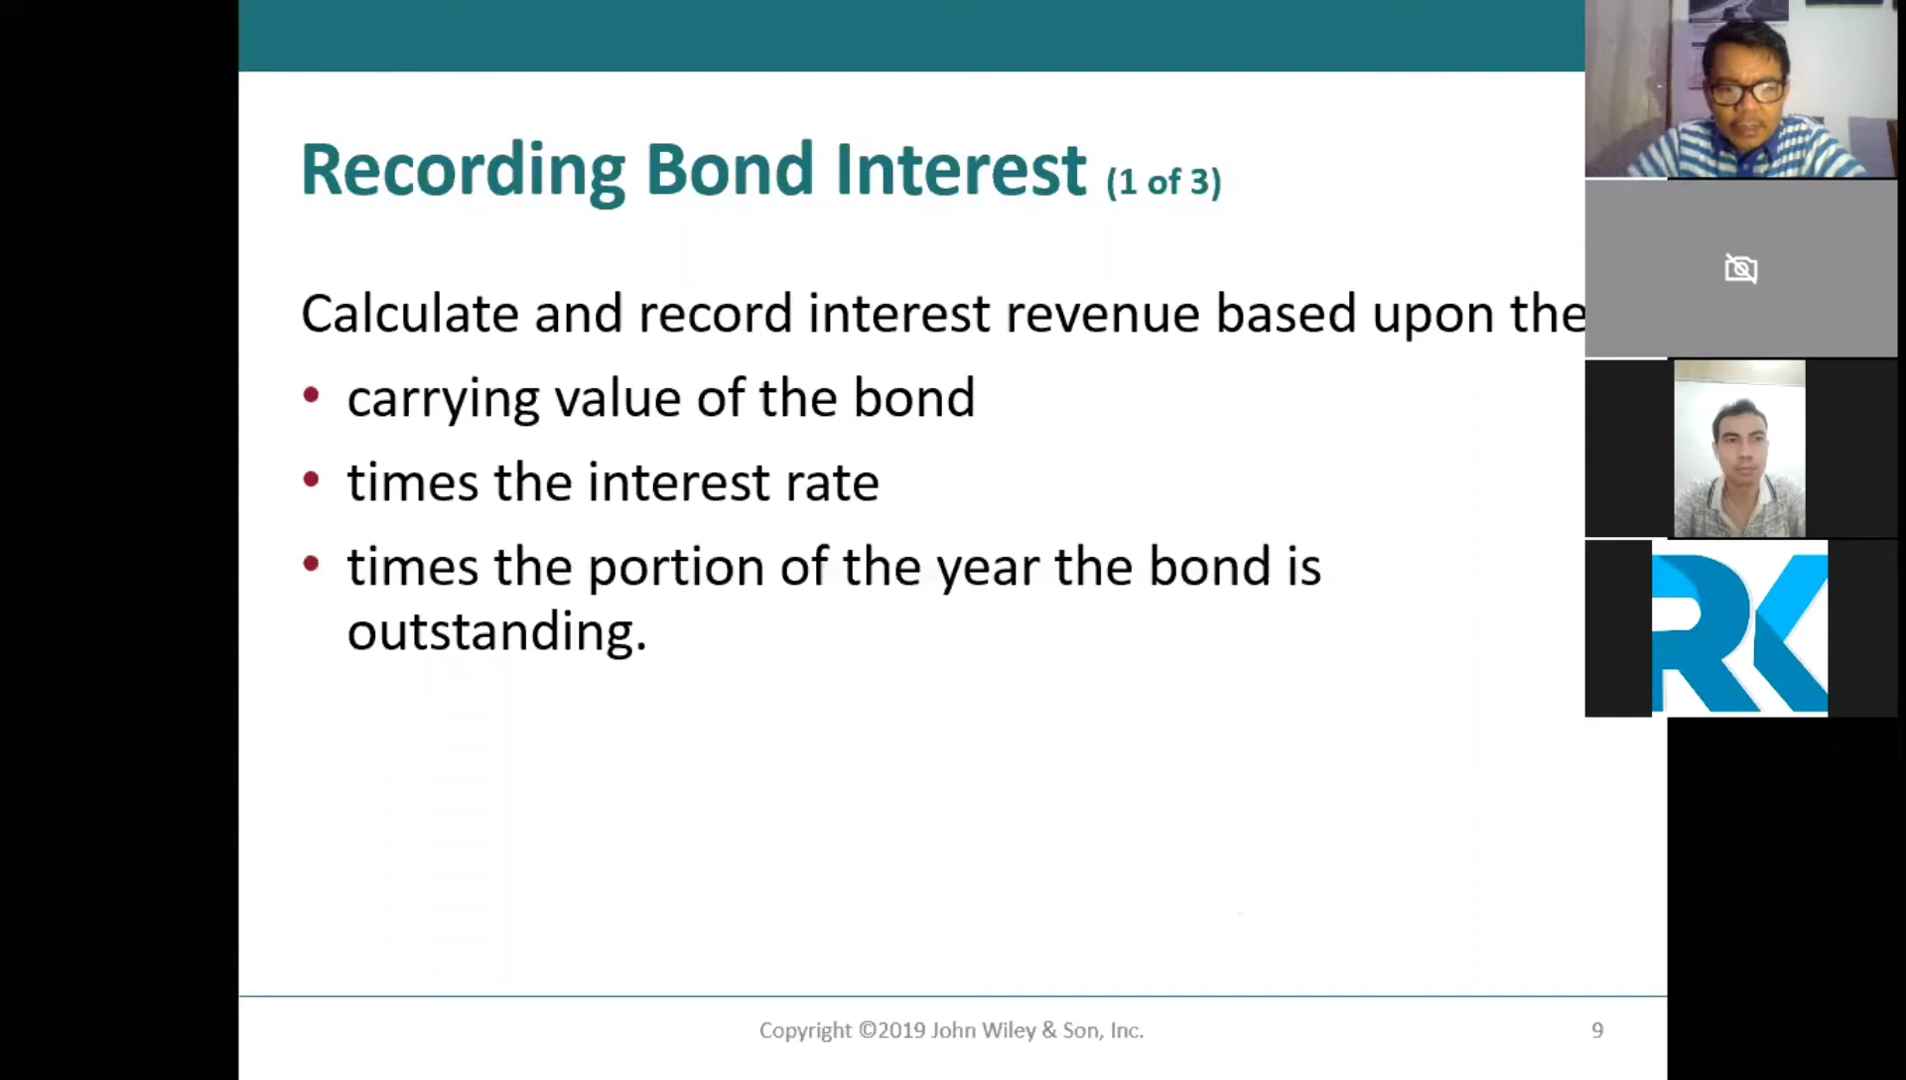 Recording Bond Interest (1 of 3)
Calculate and record interest revenue based upon the
• carrying value of the bond
• times the interest rate
• times the portion of the year the bond is
outstanding.
RK
Copyright ©2019 John Wiley & Son, Inc.
9